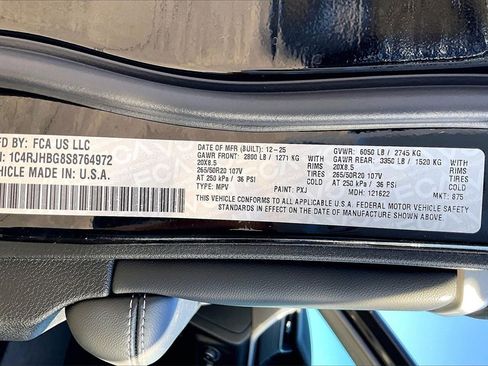 MFD BY: FCA US LLC
N: 1C4RJHBG8S8764972
VEHICLE MADE IN: U.S.A.
DATE OF MFR (BUILT): 12-25
GAWR FRONT: 2800 LB / 1271 KG
20X8.5
265/50R20 107V
AT 250 kPa / 36 PSI
TYPE: MPV
PAINT: PXJ
GVWR: 6050 LB / 2745 KG
GAWR REAR: 3350 LB / 1520 KG
RIMS 20X8.5
TIRES 265/50R20 107V
COLD AT 250 kPa / 36 PSI
MDH: 121622
RIMS
TIRES
COLD
MKT: 875
THIS VEHICLE CONFORMS TO ALL APPLICABLE U.S.A. FEDERAL MOTOR VEHICLE SAFETY
STANDARDS IN EFFECT ON THE DATE OF MANUFACTURE SHOWN ABOVE.